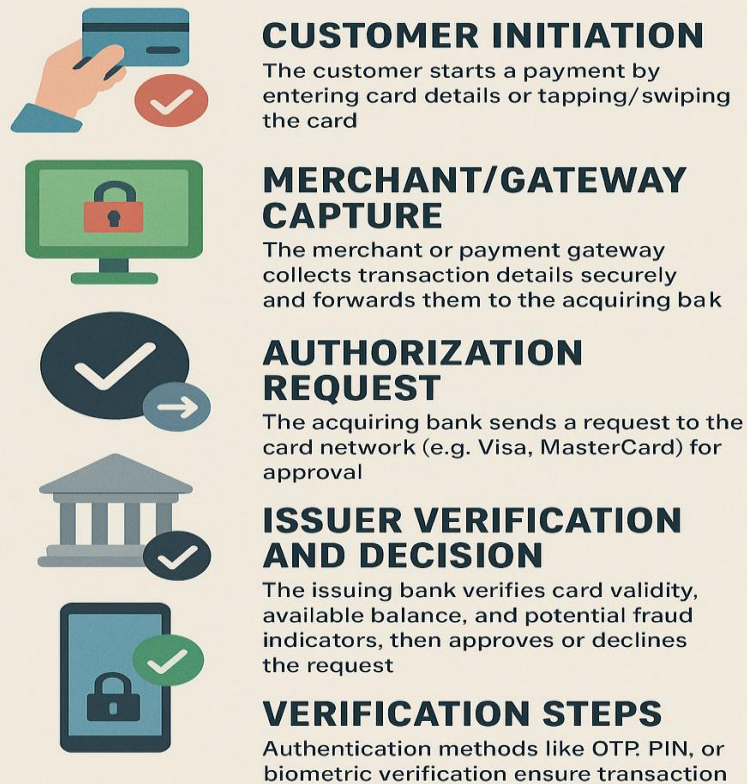 CUSTOMER INITIATION
The customer starts a payment by
entering card details or tapping/swiping
the card
MERCHANT/GATEWAY
CAPTURE
The merchant or payment gateway
collects transaction details securely
and forwards them to the acquiring bak
AUTHORIZATION
REQUEST
The acquiring bank sends a request to the
card network (e.g. Visa, MasterCard) for
approval
ISSUER VERIFICATION
AND DECISION
The issuing bank verifies card validity,
available balance, and potential fraud
indicators, then approves or declines
the request
VERIFICATION STEPS
Authentication methods like OTP. PIN, or
biometric verification ensure transaction